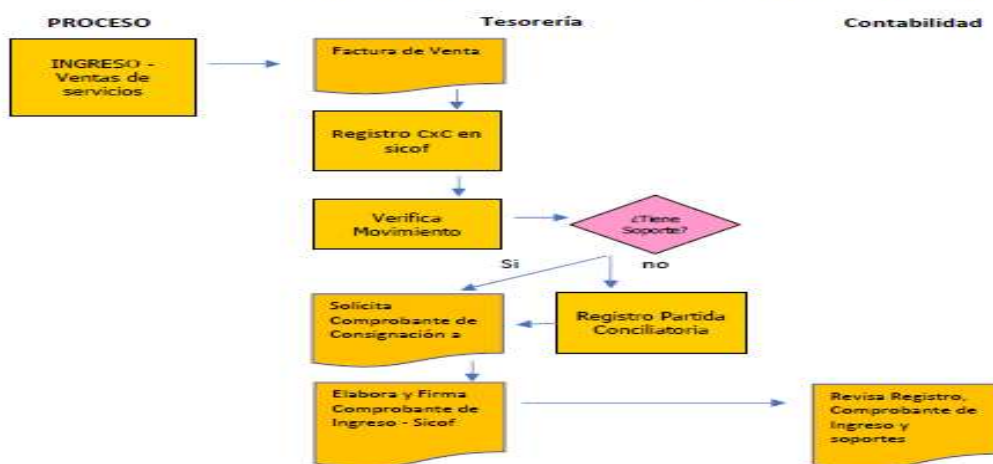 PROCESO
Tesorería
Contabilidad
INGRESO -
Ventas de
servicios
Factura de Venta
Registro CxC en
sicof
Verifica
Movimiento
¿Tiene
Soporte?
Si
no
Solicita
Comprobante de
Consignación a
Registro Partida
Conciliatoria
Elabora y Firma
Comprobante de
Ingreso - Sicof
Revisa Registro,
Comprobante de
Ingreso y
soportes